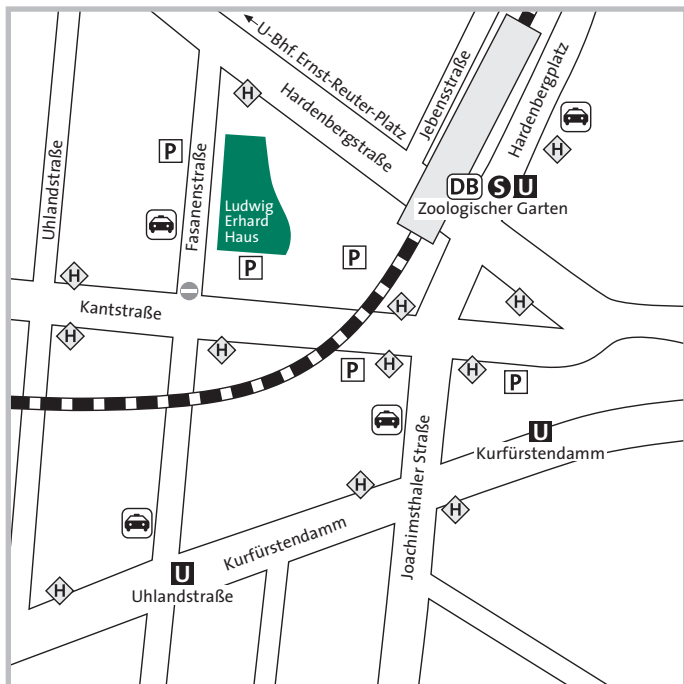 U-Bhf. Ernst-Reuter-Platz
Hardenbergstraße
Jebensstraße
Hardenbergplatz
H
H
P
Uhlandstraße
Fasanenstraße
Ludwig
Erhard
Haus
DB S U
Zoologischer Garten
P
P
H
H
H
Kantstraße
H
H
H
H
P
P
Joachimsthaler Straße
U
Kurfürstendamm
H
H
Kurfürstendamm
U
Uhlandstraße
H